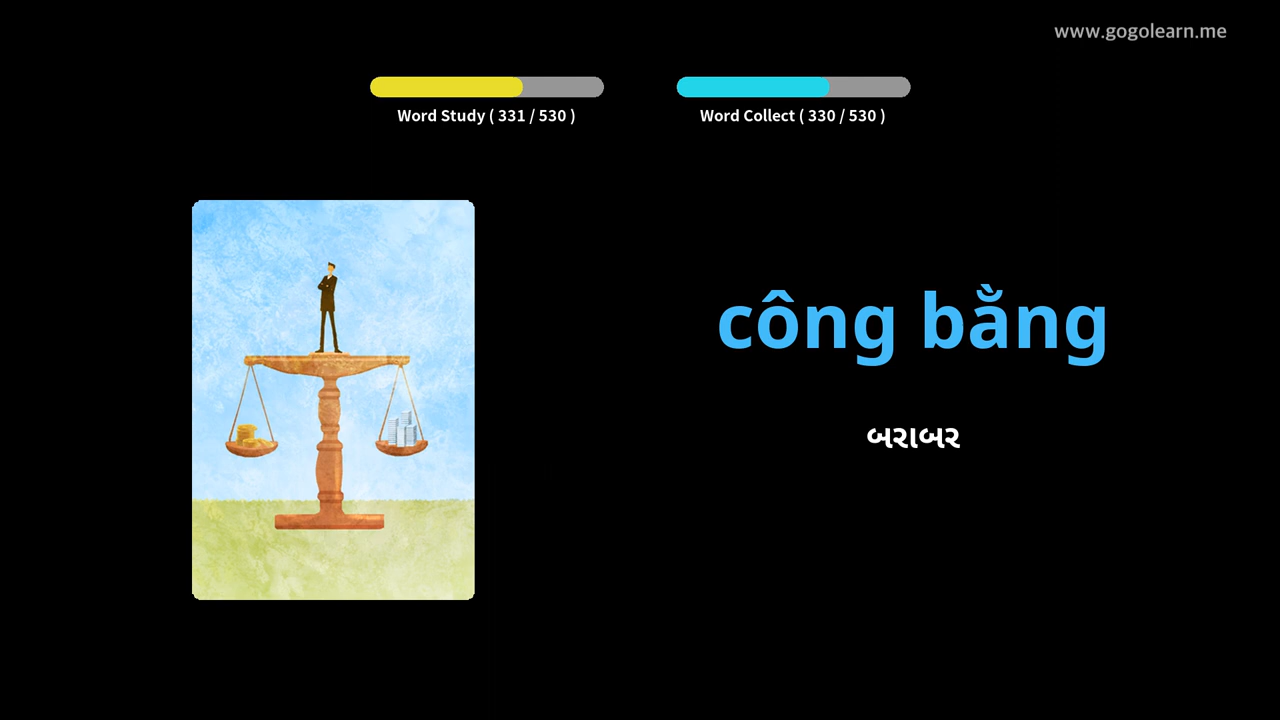 www.gogolearn.me
Word Study ( 331 / 530 )
Word Collect ( 330 / 530 )
công bằng
બરાબર